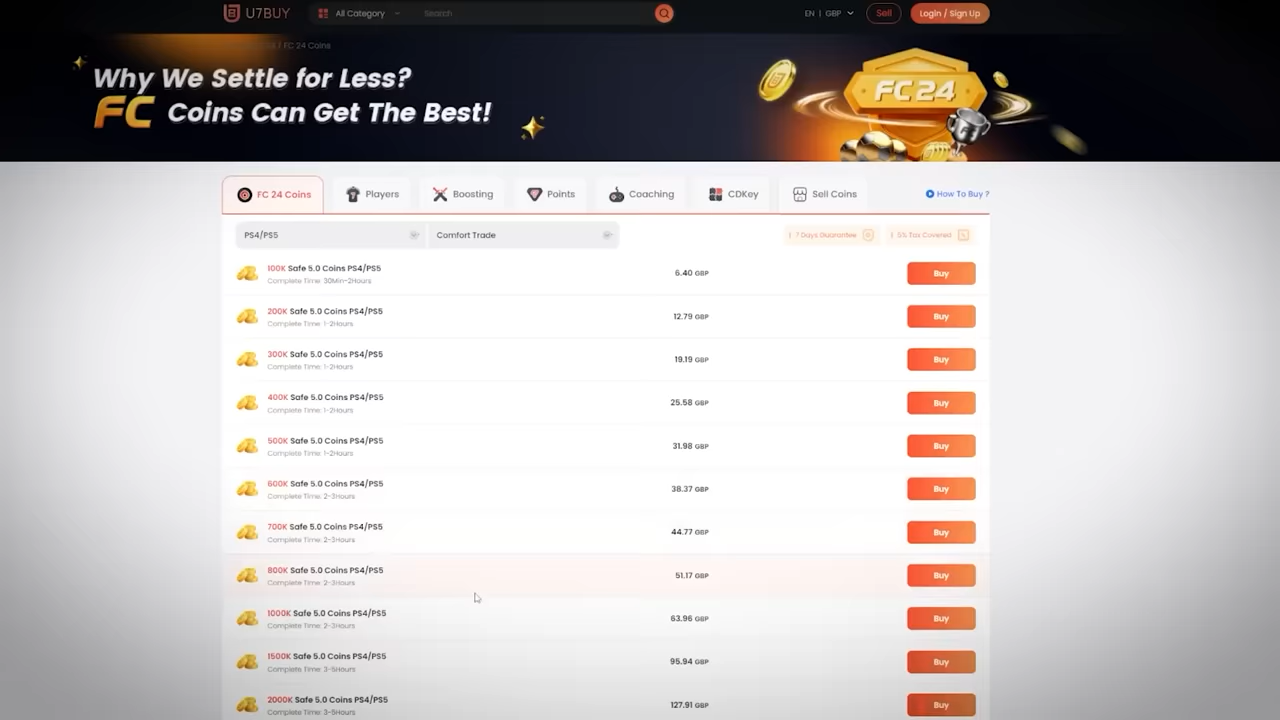 U7BUY All Category Search EN | GBP Sell Login / Sign Up
/ FC 24 Coins
Why We Settle for Less?
FC Coins Can Get The Best!
FC 24
FC 24 Coins Players Boosting Points Coaching CDKey Sell Coins How To Buy ?
PS4/PS5 Comfort Trade 7 Days Guarantee 5% Tax Covered
100K Safe 5.0 Coins PS4/PS5 6.40 GBP Buy
Complete Time: 30Min-2Hours
200K Safe 5.0 Coins PS4/PS5 12.79 GBP Buy
Complete Time: 1-2Hours
300K Safe 5.0 Coins PS4/PS5 19.19 GBP Buy
Complete Time: 1-2Hours
400K Safe 5.0 Coins PS4/PS5 25.58 GBP Buy
Complete Time: 1-2Hours
500K Safe 5.0 Coins PS4/PS5 31.98 GBP Buy
Complete Time: 1-2Hours
600K Safe 5.0 Coins PS4/PS5 38.37 GBP Buy
Complete Time: 2-3Hours
700K Safe 5.0 Coins PS4/PS5 44.77 GBP Buy
Complete Time: 2-3Hours
800K Safe 5.0 Coins PS4/PS5 51.17 GBP Buy
Complete Time: 2-3Hours
1000K Safe 5.0 Coins PS4/PS5 63.96 GBP Buy
Complete Time: 2-3Hours
1500K Safe 5.0 Coins PS4/PS5 95.94 GBP Buy
Complete Time: 3-5Hours
2000K Safe 5.0 Coins PS4/PS5 127.91 GBP Buy
Complete Time: 3-5Hours